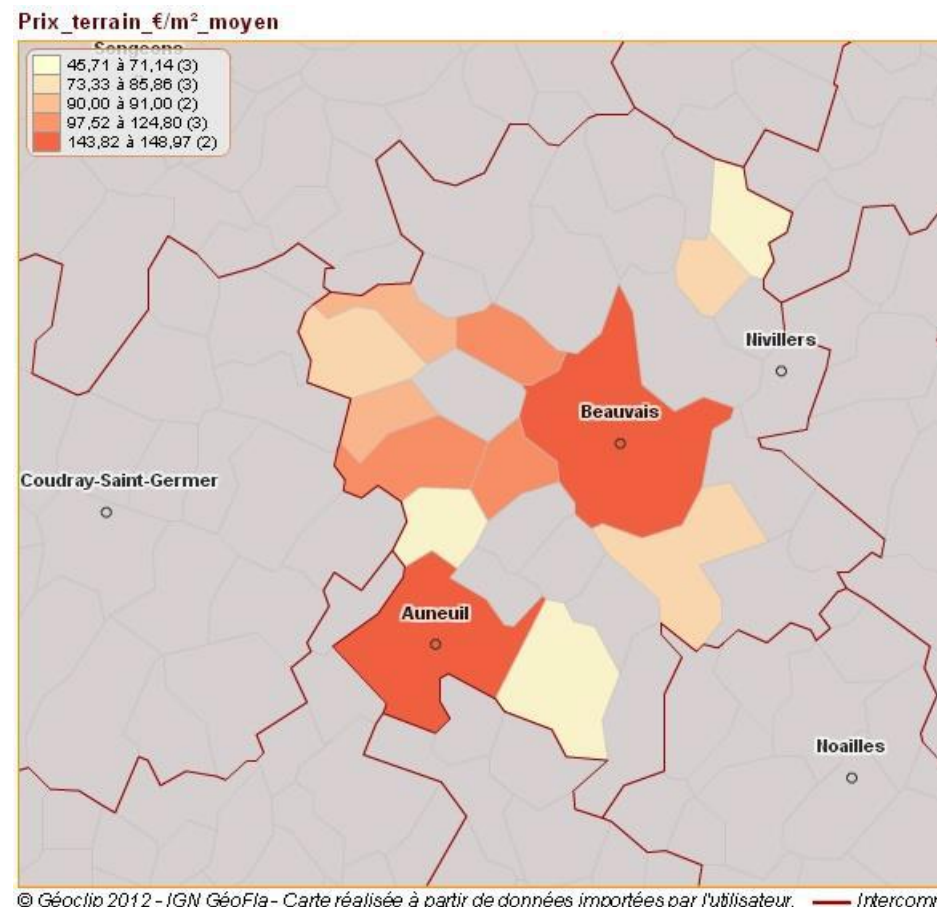 Prix_terrain_€/m²_moyen
Songeons
45,71 à 71,14 (3)
73,33 à 85,86 (3)
90,00 à 91,00 (2)
97,52 à 124,80 (3)
143,82 à 148,97 (2)
Nivillers
Beauvais
Coudray-Saint-Germer
Auneuil
Noailles
© Géoclip 2012 - IGN GéoFla - Carte réalisée à partir de données importées par l'utilisateur. Intercomm